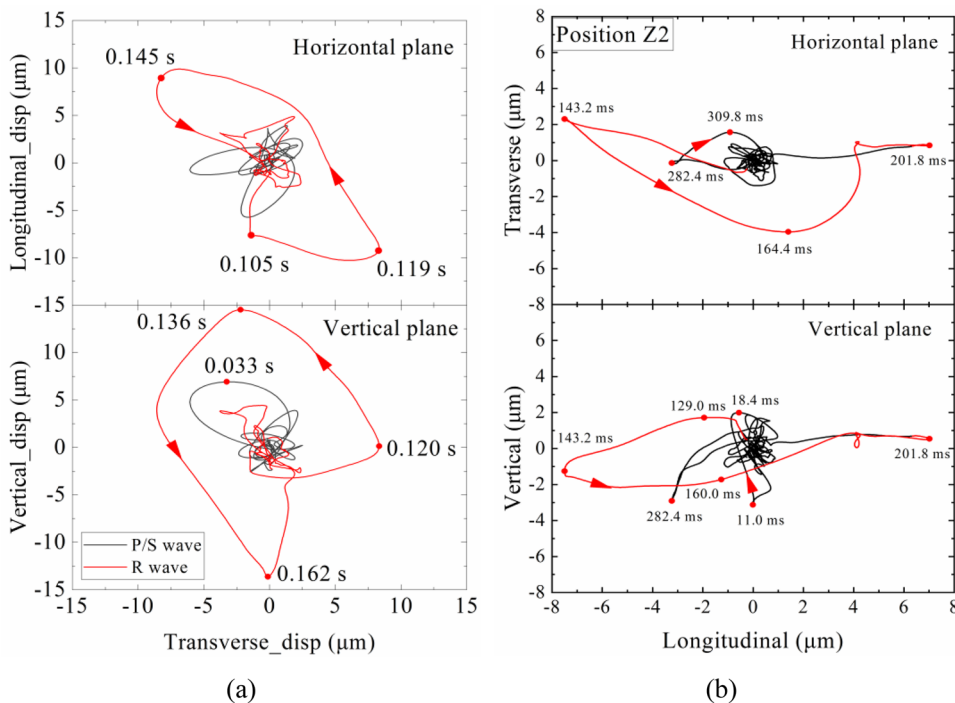 15
10
5
0
-5
-10
-15
Longitudinal_disp (μm)
Horizontal plane
0.145 s
0.105 s
0.119 s
15
10
5
0
-5
-10
-15
Vertical_disp (μm)
Vertical plane
0.136 s
0.033 s
0.120 s
0.162 s
P/S wave
R wave
-15 -10 -5 0 5 10 15
Transverse_disp (μm)
(a)
8
6
4
2
0
-2
-4
-6
-8
Transverse (μm)
Position Z2
Horizontal plane
143.2 ms
309.8 ms
282.4 ms
201.8 ms
164.4 ms
8
6
4
2
0
-2
-4
-6
-8
Vertical (μm)
Vertical plane
129.0 ms
18.4 ms
143.2 ms
201.8 ms
160.0 ms
282.4 ms
11.0 ms
-8 -6 -4 -2 0 2 4 6 8
Longitudinal (μm)
(b)